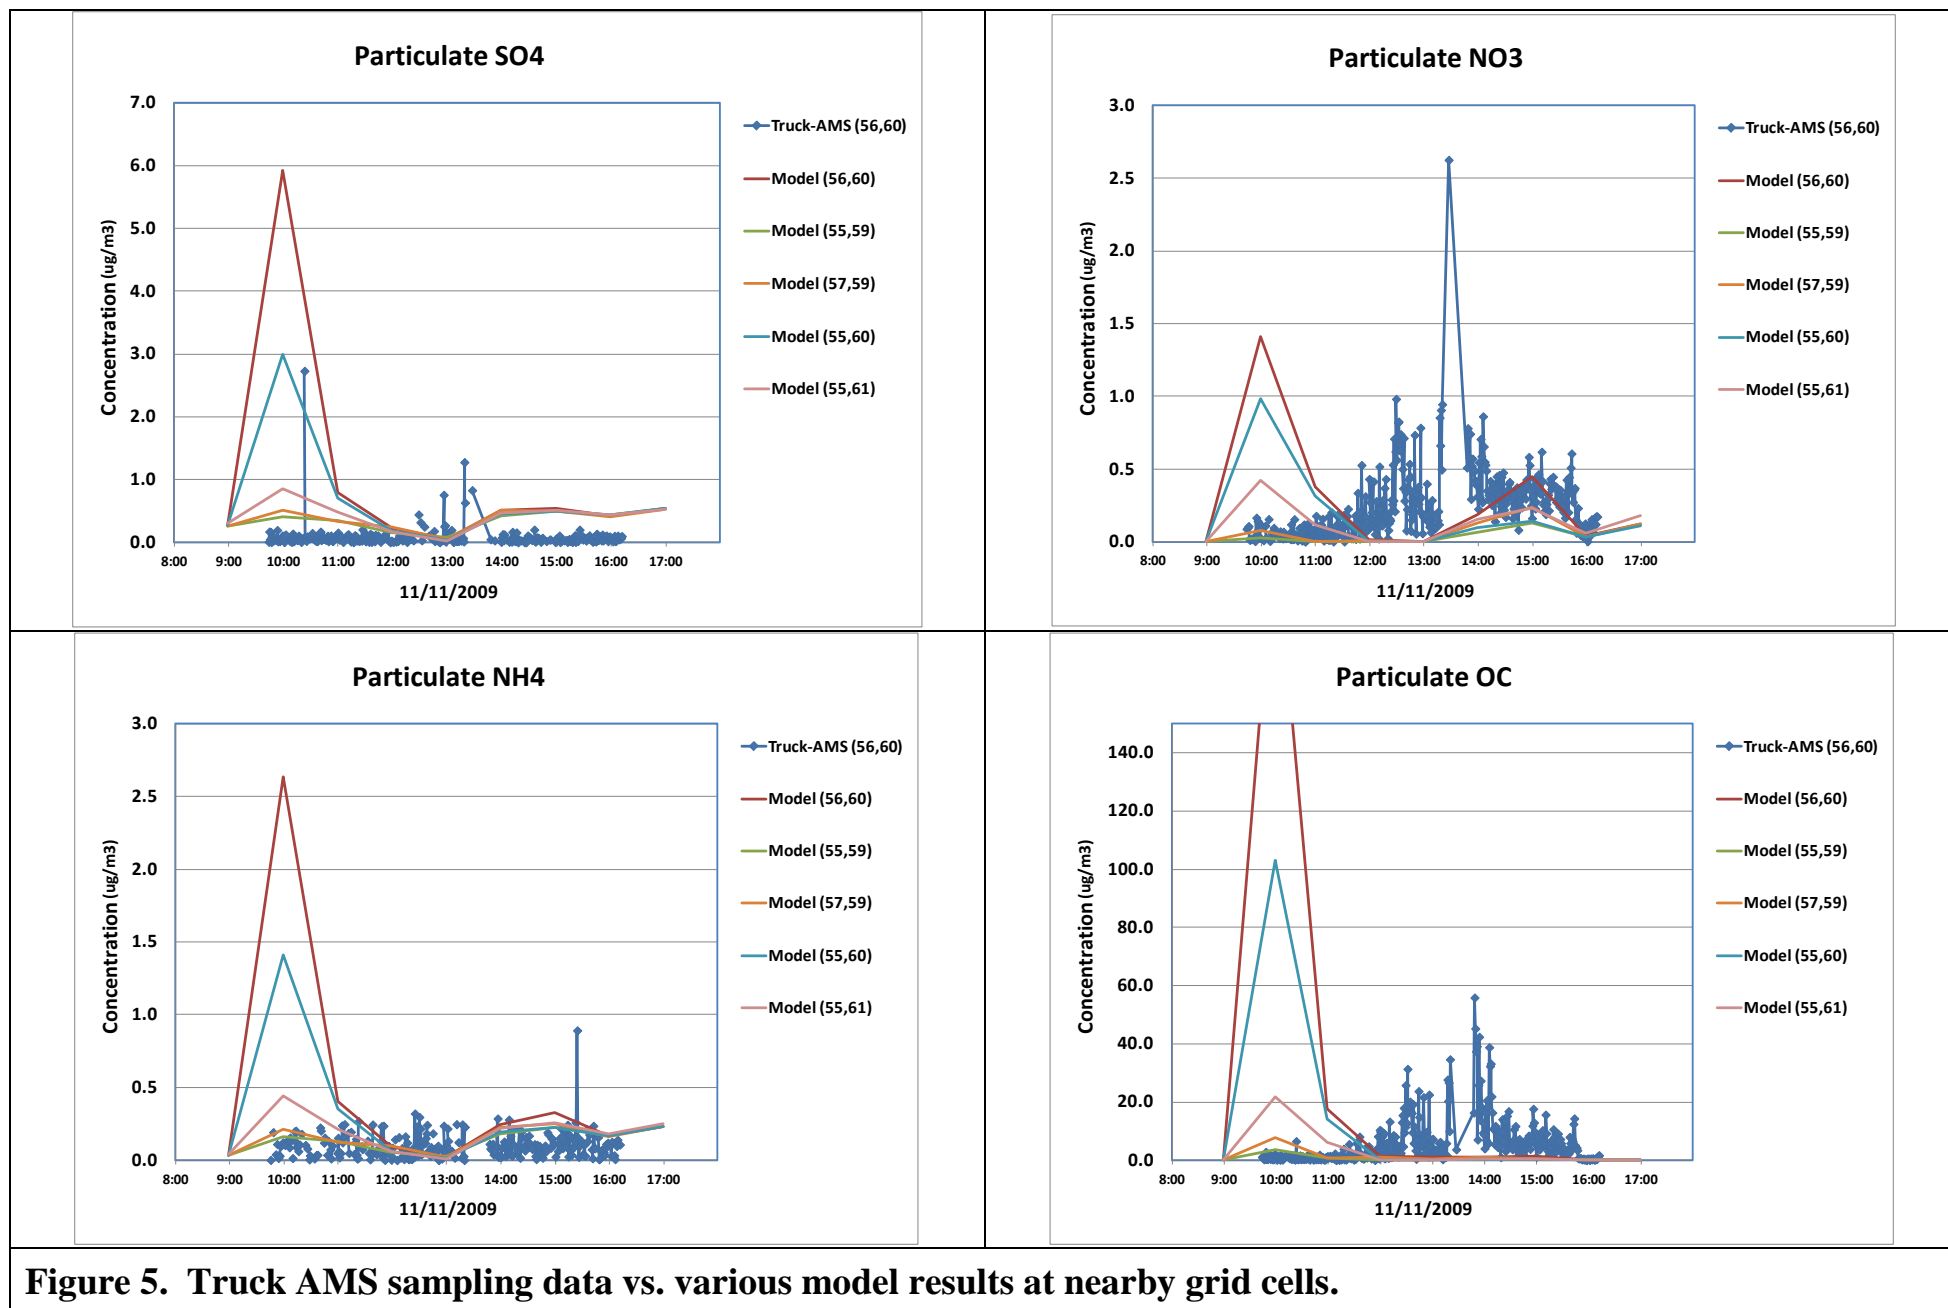 Particulate SO4
7.0
6.0
5.0
4.0
3.0
2.0
1.0
0.0
Concentration (ug/m3)
8:00 9:00 10:00 11:00 12:00 13:00 14:00 15:00 16:00 17:00
11/11/2009
Truck-AMS (56,60)
Model (56,60)
Model (55,59)
Model (57,59)
Model (55,60)
Model (55,61)
Particulate NO3
3.0
2.5
2.0
1.5
1.0
0.5
0.0
Concentration (ug/m3)
8:00 9:00 10:00 11:00 12:00 13:00 14:00 15:00 16:00 17:00
11/11/2009
Truck-AMS (56,60)
Model (56,60)
Model (55,59)
Model (57,59)
Model (55,60)
Model (55,61)
Particulate NH4
3.0
2.5
2.0
1.5
1.0
0.5
0.0
Concentration (ug/m3)
8:00 9:00 10:00 11:00 12:00 13:00 14:00 15:00 16:00 17:00
11/11/2009
Truck-AMS (56,60)
Model (56,60)
Model (55,59)
Model (57,59)
Model (55,60)
Model (55,61)
Particulate OC
140.0
120.0
100.0
80.0
60.0
40.0
20.0
0.0
Concentration (ug/m3)
8:00 9:00 10:00 11:00 12:00 13:00 14:00 15:00 16:00 17:00
11/11/2009
Truck-AMS (56,60)
Model (56,60)
Model (55,59)
Model (57,59)
Model (55,60)
Model (55,61)
Figure 5. Truck AMS sampling data vs. various model results at nearby grid cells.